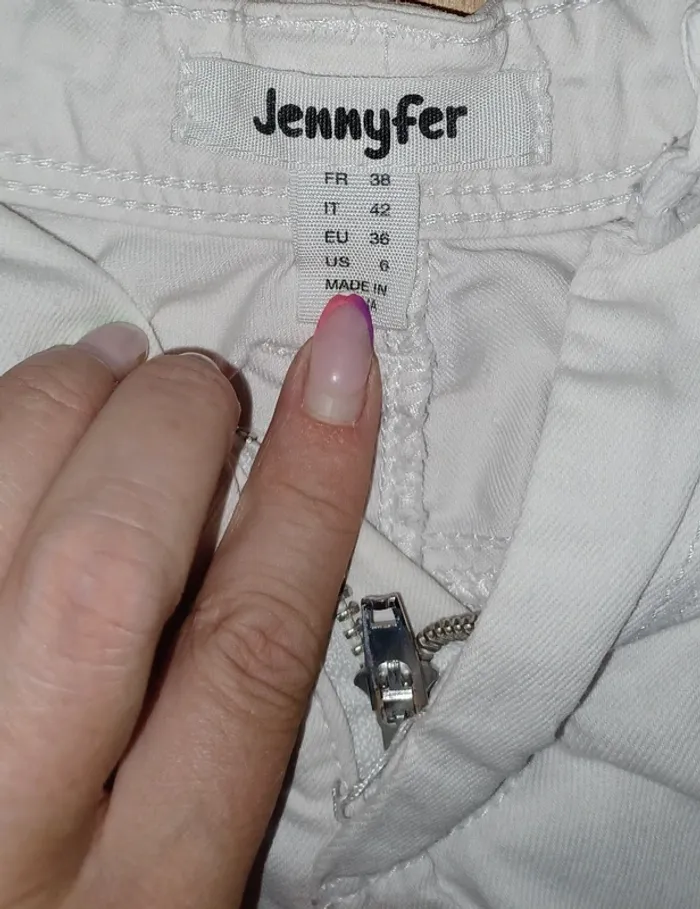 Jennyfer
FR 38
IT 42
EU 36
US 6
MADE IN